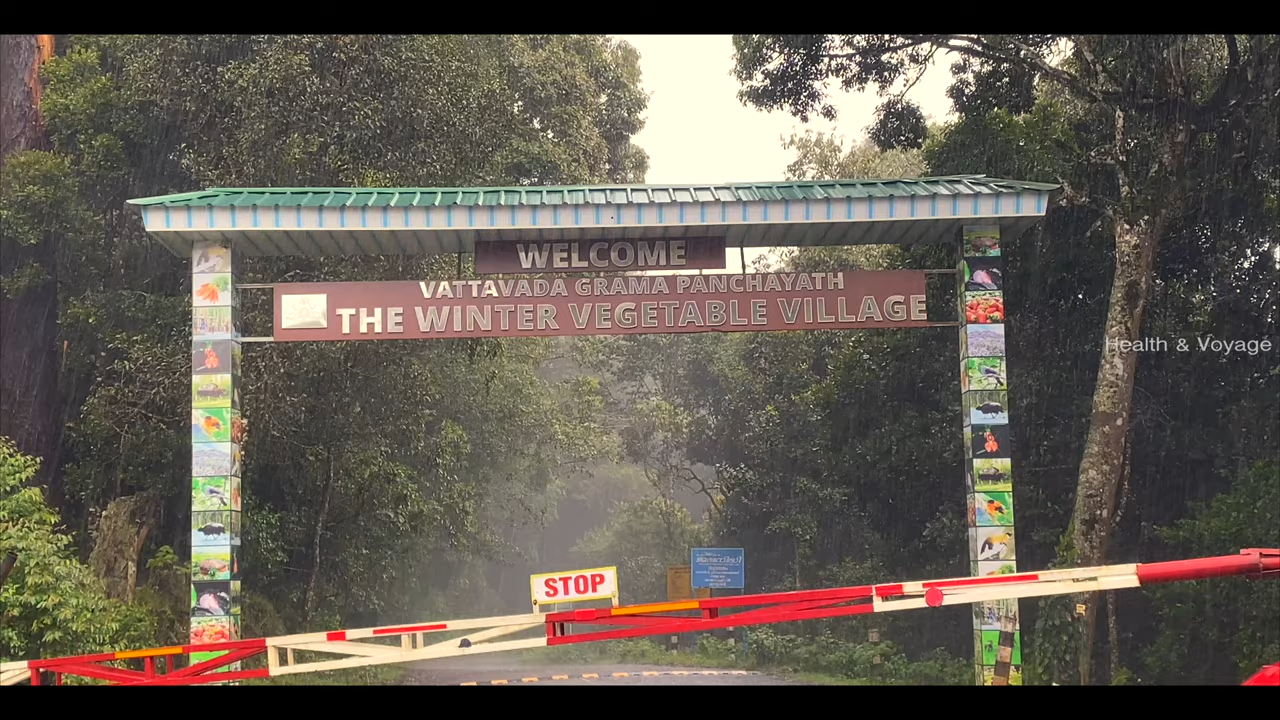 WELCOME
VATTAVADA GRAMA PANCHAYATH
THE WINTER VEGETABLE VILLAGE
Health & Voyage
STOP